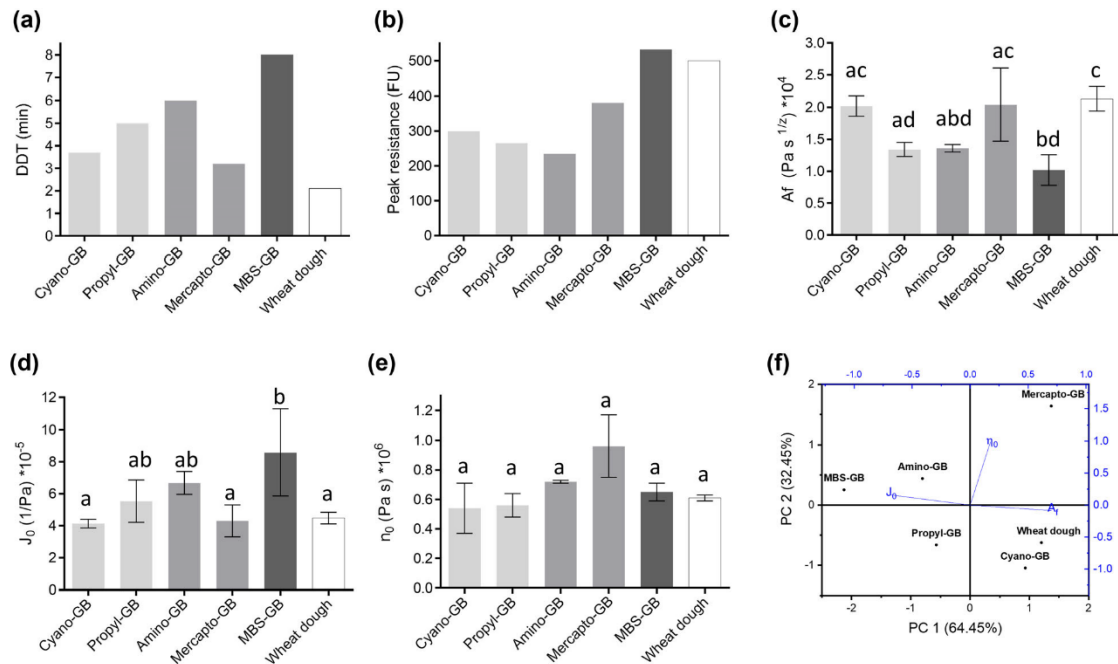 (a)
DDT (min)
8
7
6
5
4
3
2
1
0
Cyano-GB
Propyl-GB
Amino-GB
Mercapto-GB
MBS-GB
Wheat dough
(b)
Peak resistance (FU)
500
400
300
200
100
0
Cyano-GB
Propyl-GB
Amino-GB
Mercapto-GB
MBS-GB
Wheat dough
(c)
Af (Pa s 1/z) *10⁴
3.0
2.5
2.0
1.5
1.0
0.5
0.0
ac
ad
abd
ac
bd
c
Cyano-GB
Propyl-GB
Amino-GB
Mercapto-GB
MBS-GB
Wheat dough
(d)
J₀ (1/Pa) *10⁻⁵
12
10
8
6
4
2
0
a
ab
ab
a
b
a
Cyano-GB
Propyl-GB
Amino-GB
Mercapto-GB
MBS-GB
Wheat dough
(e)
n₀ (Pa s) *10⁶
1.2
1.0
0.8
0.6
0.4
0.2
0.0
a
a
a
a
a
a
Cyano-GB
Propyl-GB
Amino-GB
Mercapto-GB
MBS-GB
Wheat dough
(f)
-1.0
-0.5
0.0
0.5
1.0
PC 2 (32.45%)
2
1
0
-1
1.5
1.0
0.5
0.0
-0.5
-1.0
Mercapto-GB
η₀
Amino-GB
MBS-GB
J₀
A_f
Propyl-GB
Wheat dough
Cyano-GB
-2
-1
0
1
2
PC 1 (64.45%)